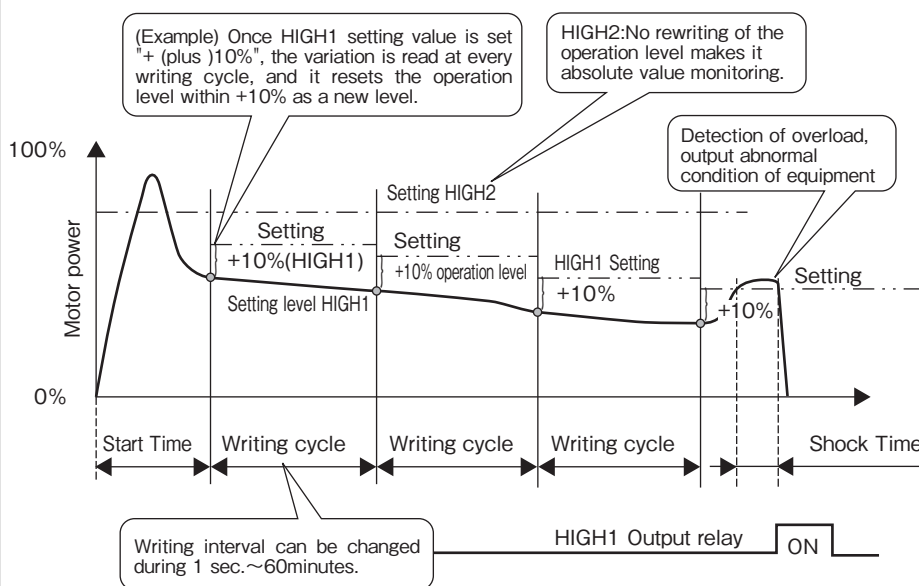 (Example) Once HIGH1 setting value is set
"+ (plus )10%", the variation is read at every
writing cycle, and it resets the operation
level within +10% as a new level.
HIGH2:No rewriting of the
operation level makes it
absolute value monitoring.
Detection of overload,
output abnormal
condition of equipment
100%
Motor power
0%
Setting HIGH2
Setting
+10%(HIGH1)
Setting level HIGH1
Setting
+10% operation level
HIGH1 Setting
+10%
Setting
+10%
Start Time
Writing cycle
Writing cycle
Writing cycle
Shock Time
Writing interval can be changed
during 1 sec.～60minutes.
HIGH1 Output relay
ON